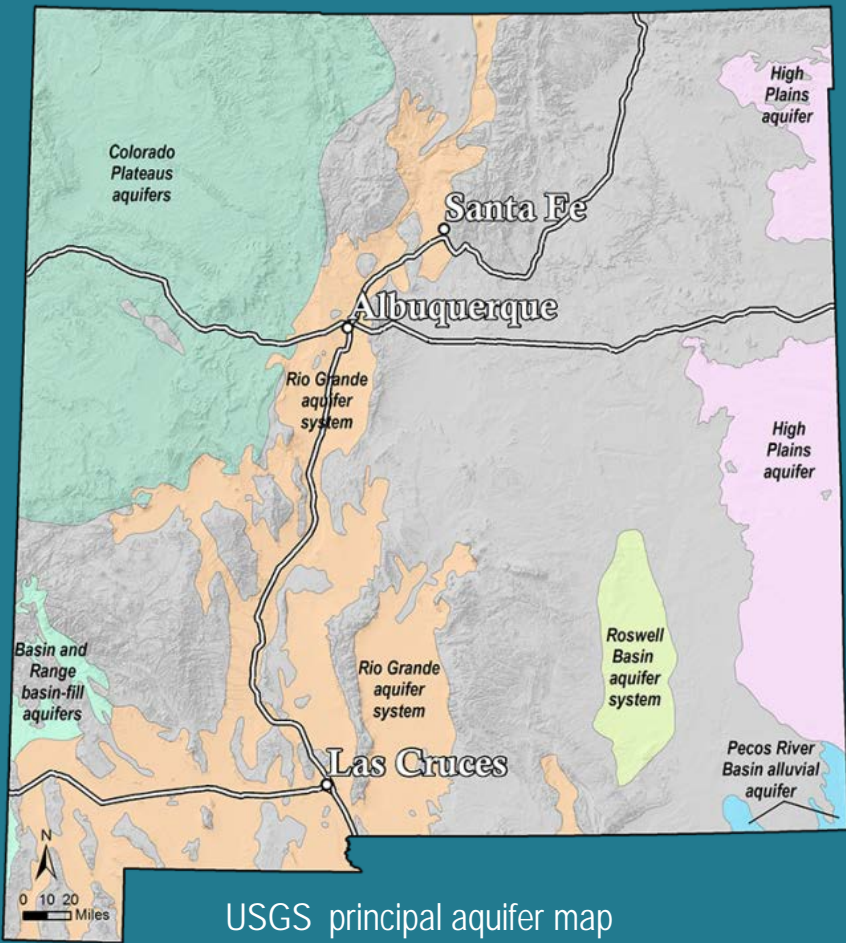 High
Plains
aquifer
Colorado
Plateaus
aquifers
Santa Fe
Albuquerque
Rio Grande
aquifer
system
High
Plains
aquifer
Basin and
Range
basin-fill
aquifers
Rio Grande
aquifer
system
Roswell
Basin
aquifer
system
Pecos River
Basin alluvial
aquifer
Las Cruces
N
0 10 20
Miles
USGS principal aquifer map